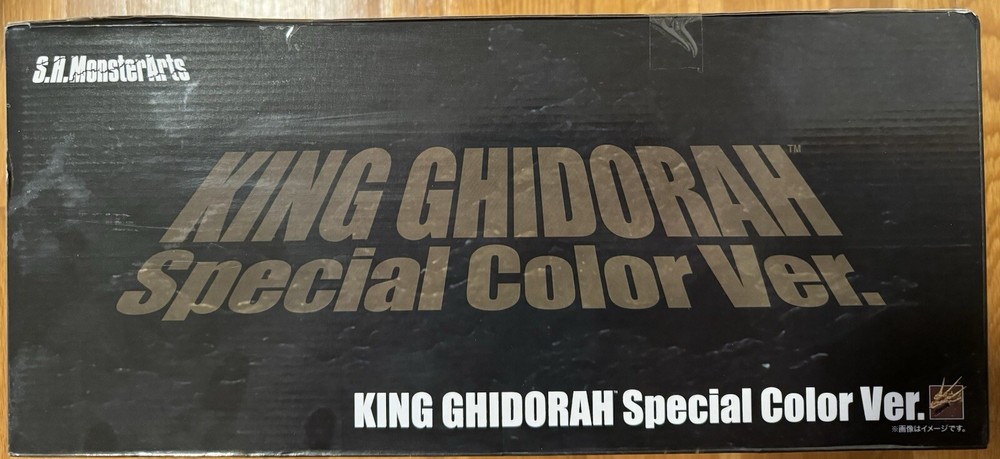 S.H.MonsterArts
KING GHIDORAH™
Special Color Ver.
KING GHIDORAH™ Special Color Ver.
※画像はイメージです。